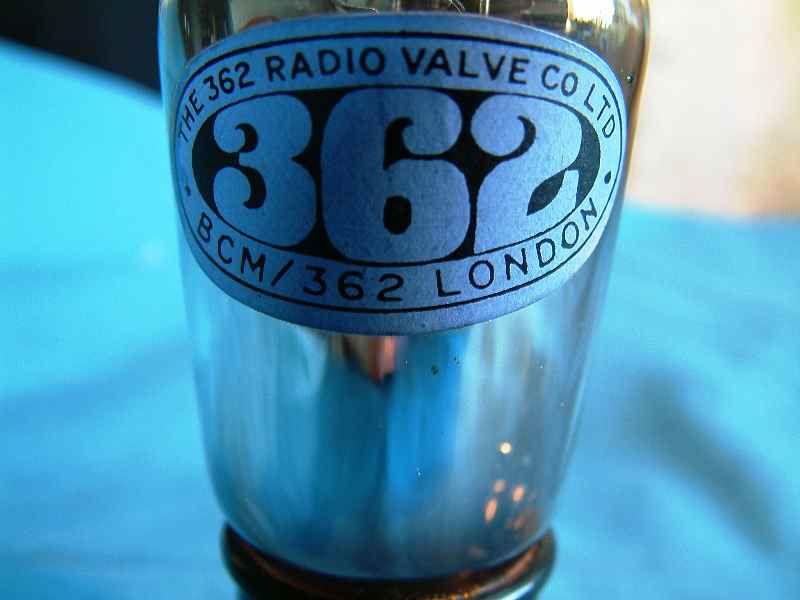 THE 362 RADIO VALVE CO LTD
362
BCM/362 LONDON